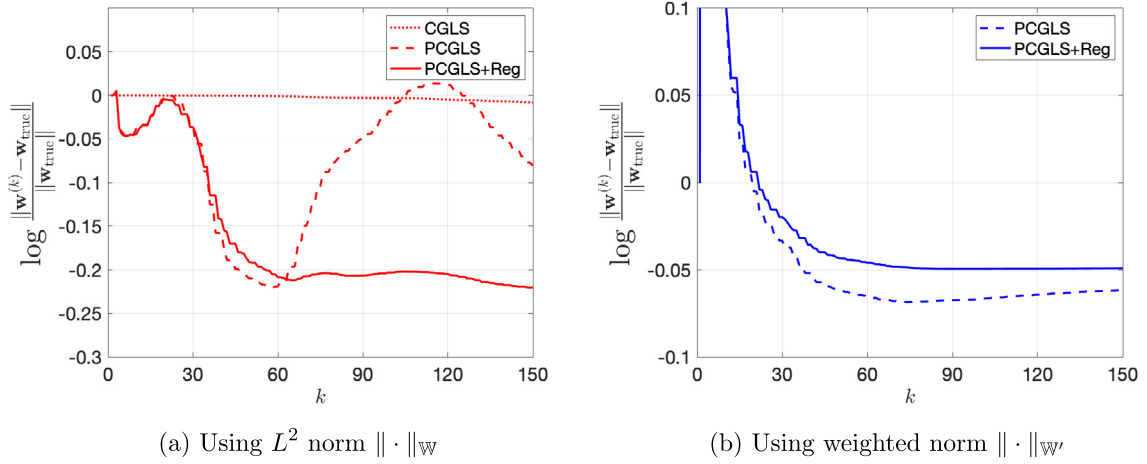 CGLS
PCGLS
PCGLS+Reg
0.05
0
-0.05
-0.1
-0.15
-0.2
-0.25
-0.3
0 30 60 90 120 150
k
log ||w^(k) − w_true|| / ||w_true||
(a) Using L² norm ‖ · ‖_𝕎
PCGLS
PCGLS+Reg
0.1
0.05
0
-0.05
-0.1
0 30 60 90 120 150
k
log ||w^(k) − w_true|| / ||w_true||
(b) Using weighted norm ‖ · ‖_𝕎′